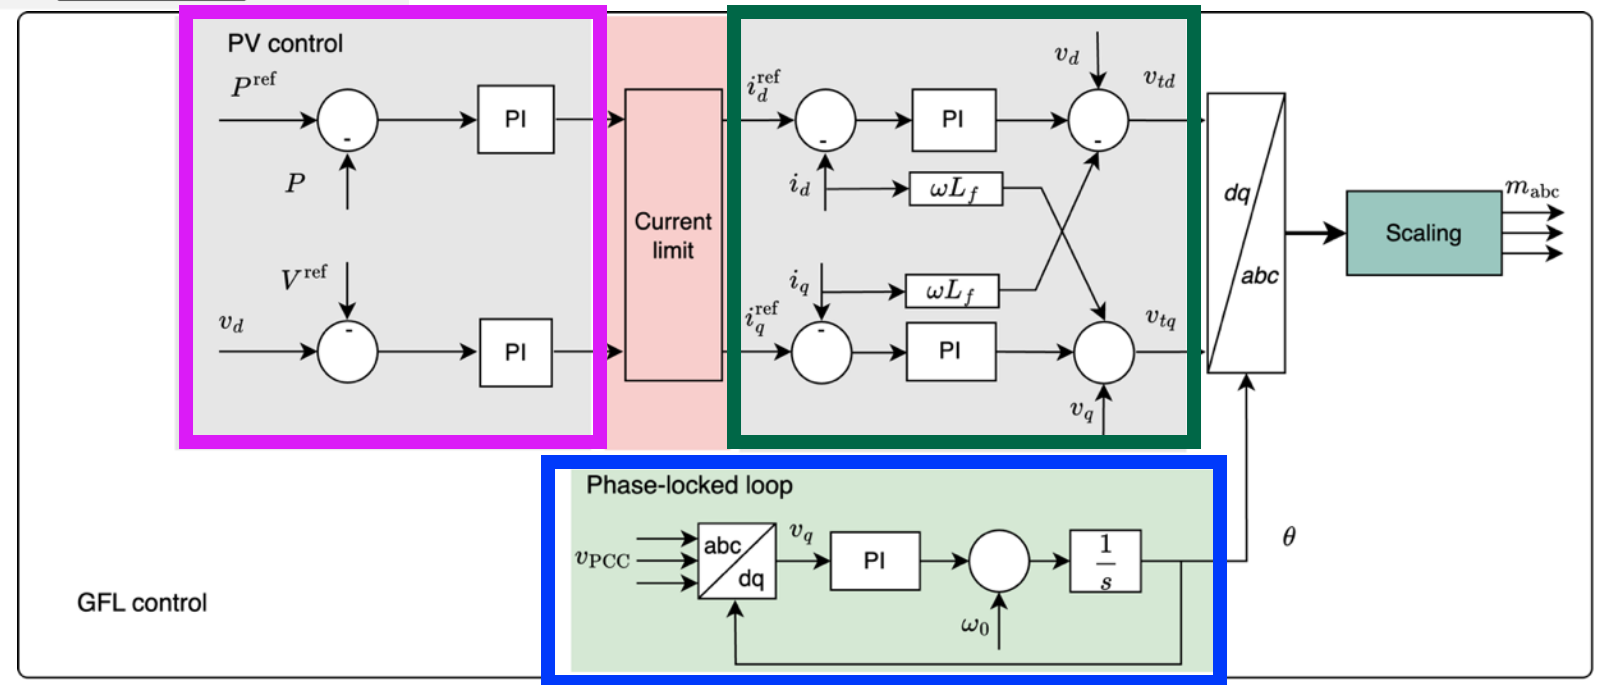 PV control
P^ref
-
PI
P
V^ref
-
v_d
PI
Current
limit
i_d^ref
-
PI
v_d
-
v_td
i_d
ωL_f
i_q
ωL_f
i_q^ref
-
PI
v_tq
v_q
dq
abc
Scaling
m_abc
Phase-locked loop
v_PCC
abc
dq
v_q
PI
ω_0
1
s
θ
GFL control